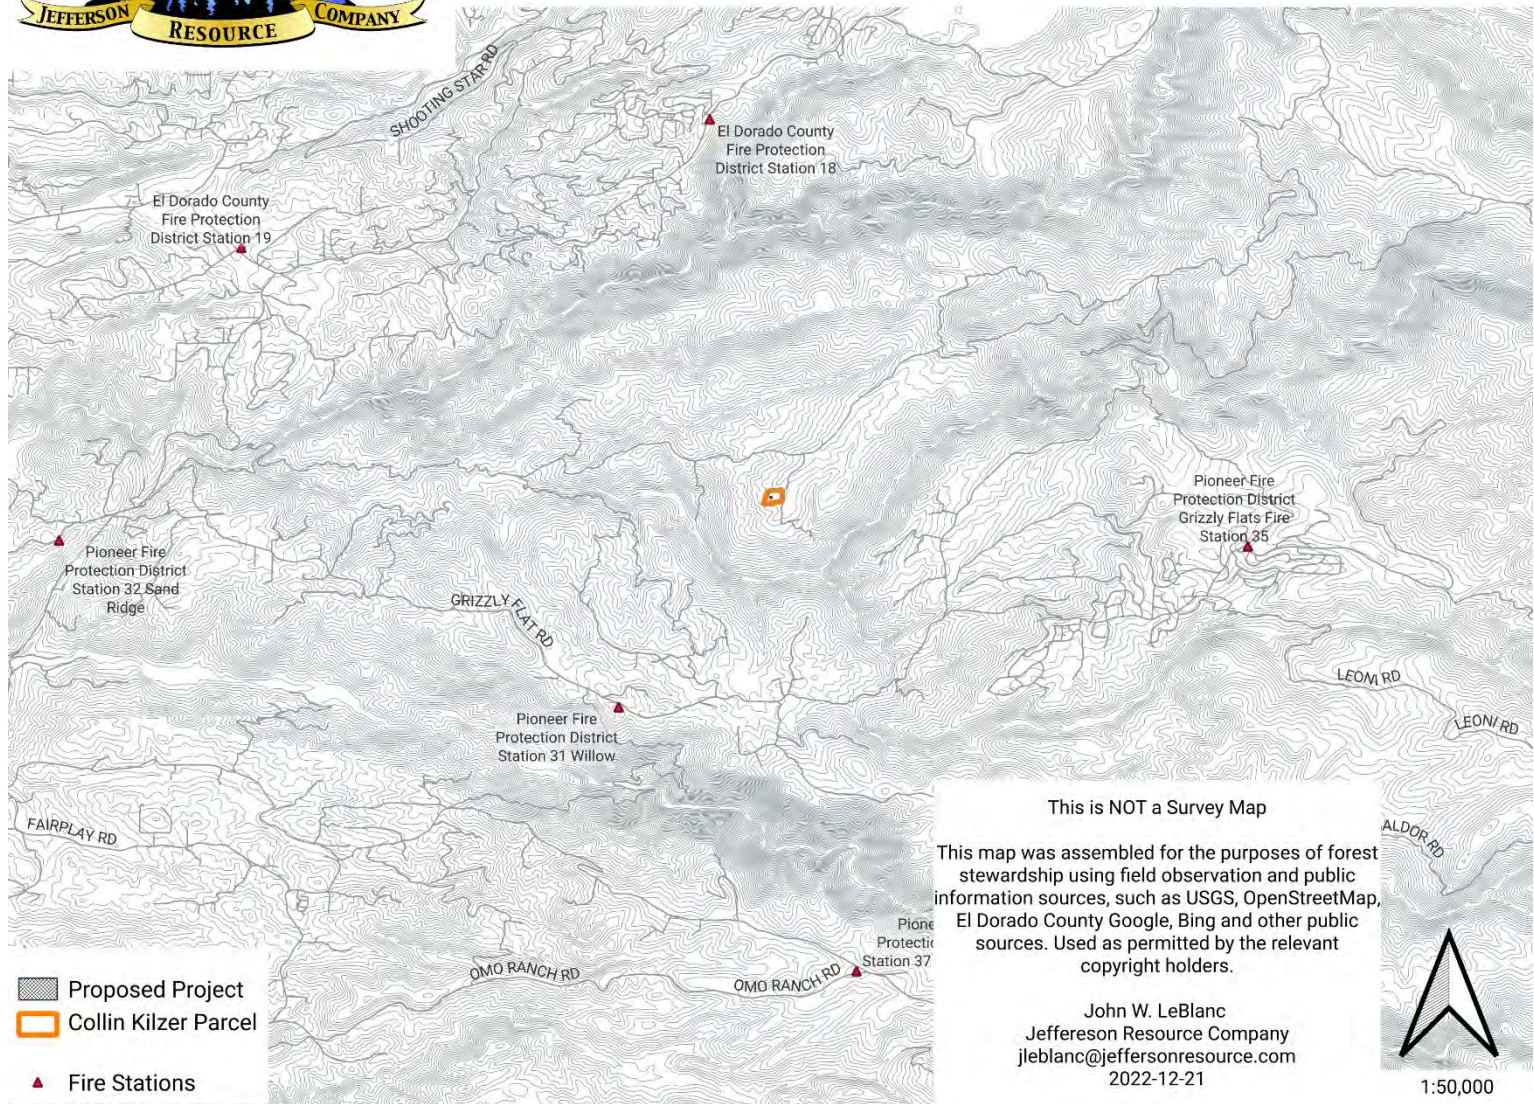 JEFFERSON
RESOURCE
COMPANY
SHOOTING STAR RD
El Dorado County
Fire Protection
District Station 18
El Dorado County
Fire Protection
District Station 19
Pioneer Fire
Protection District
Grizzly Flats Fire
Station 35
Pioneer Fire
Protection District
Station 32 Sand
Ridge
GRIZZLY FLAT RD
LEONI RD
LEONI RD
Pioneer Fire
Protection District
Station 31 Willow
FAIRPLAY RD
ALDOR RD
Pione
Protectio
Station 37
OMO RANCH RD
OMO RANCH RD
This is NOT a Survey Map
This map was assembled for the purposes of forest
stewardship using field observation and public
information sources, such as USGS, OpenStreetMap,
El Dorado County Google, Bing and other public
sources. Used as permitted by the relevant
copyright holders.
John W. LeBlanc
Jeffereson Resource Company
jleblanc@jeffersonresource.com
2022-12-21
Proposed Project
Collin Kilzer Parcel
Fire Stations
1:50,000